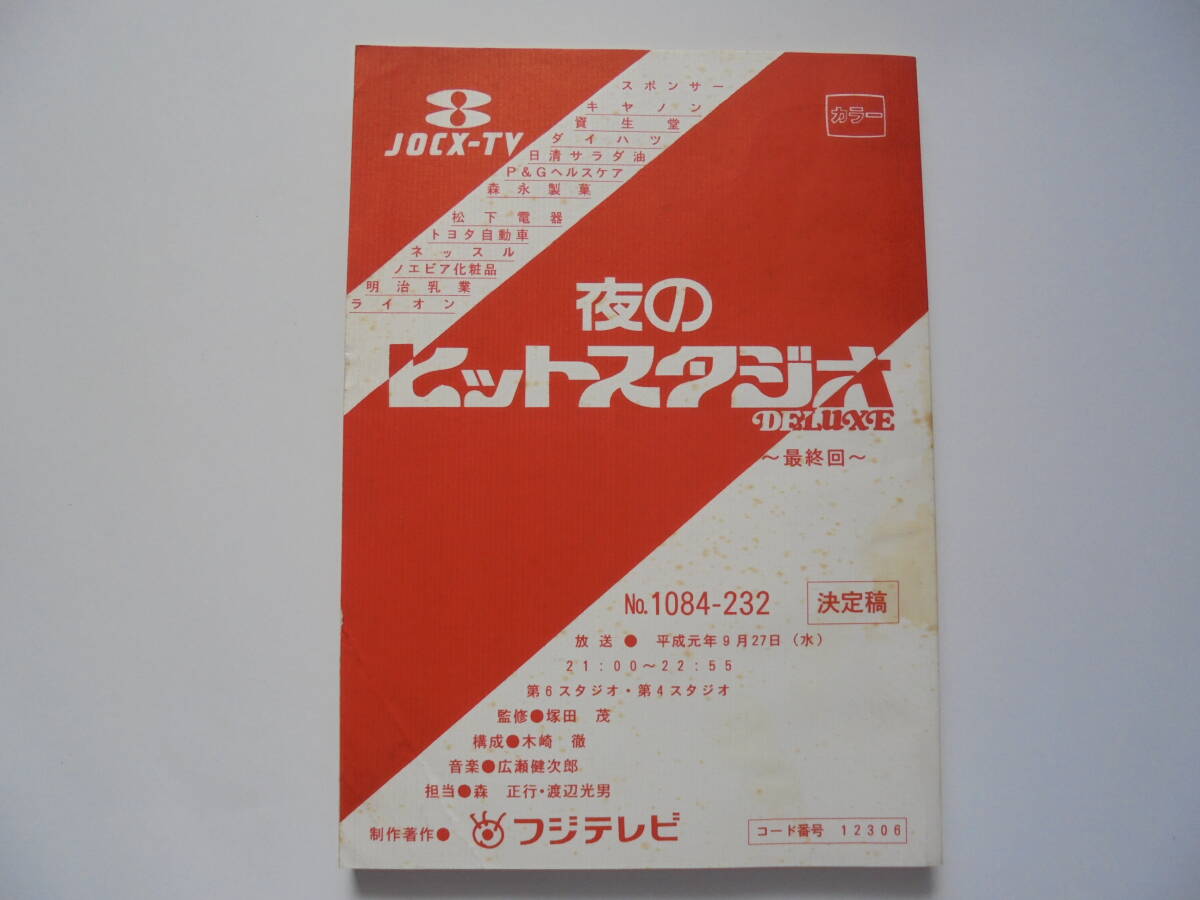 8
JOCX-TV
カラー
スポンサー
キヤノン
資生堂
ダイハツ
日清サラダ油
P&Gヘルスケア
森永製菓
松下電器
トヨタ自動車
ネッスル
ノエビア化粧品
明治乳業
ライオン
夜の
ヒットスタジオ
DELUXE
～最終回～
No.1084-232
決定稿
放送●平成元年9月27日(水)
21:00～22:55
第6スタジオ・第4スタジオ
監修●塚田 茂
構成●木崎 徹
音楽●広瀬健次郎
担当●森 正行・渡辺光男
制作著作●フジテレビ
コード番号 12306